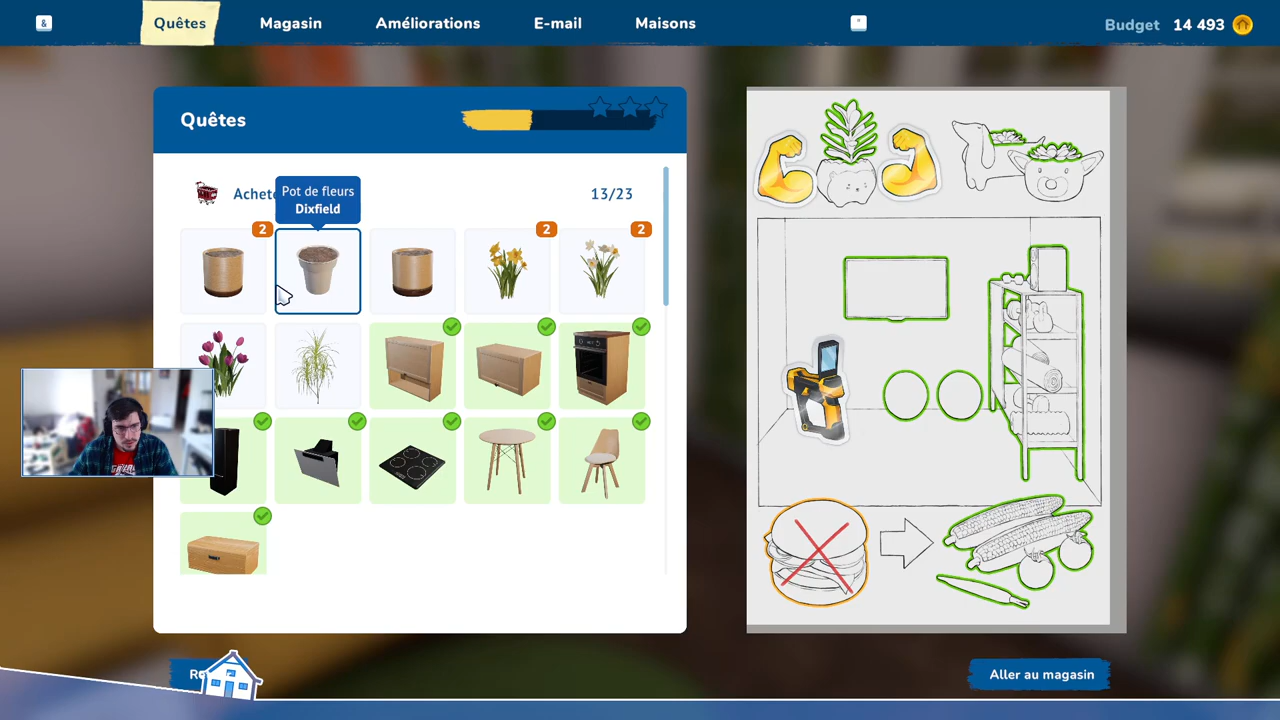 &
Quêtes
Magasin
Améliorations
E-mail
Maisons
"
Budget 14 493
Quêtes
Pot de fleurs
Dixfield
13/23
2
2
2
Aller au magasin